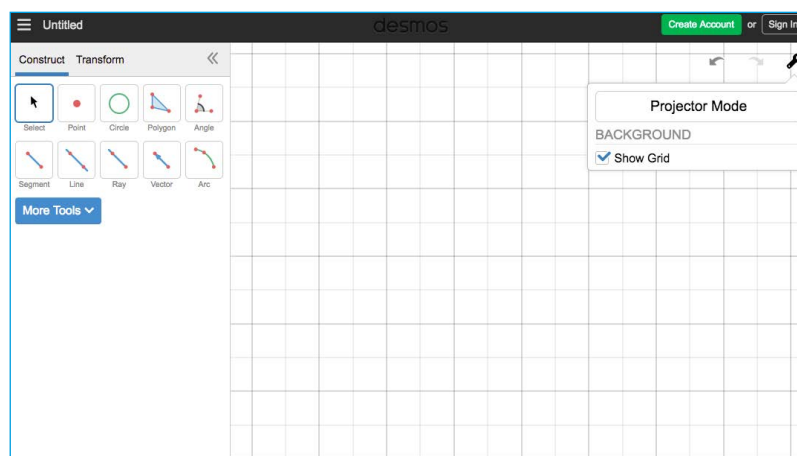 Untitled desmos Create Account or Sign In
Construct Transform
Projector Mode
Select Point Circle Polygon Angle
BACKGROUND
Show Grid
Segment Line Ray Vector Arc
More Tools